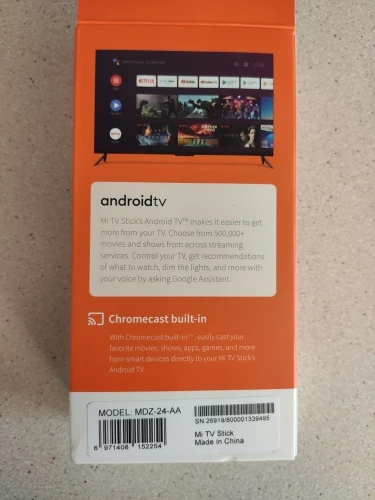 NETFLIX
androidtv
Mi TV Stick's Android TV™ makes it easier to get
more from your TV. Choose from 500,000+
movies and shows from across streaming
services. Control your TV, get recommendations
of what to watch, dim the lights, and more with
your voice by asking Google Assistant.
Chromecast built-in
With Chromecast built-in™, easily cast your
favorite movies, shows, apps, games, and more
from smart devices directly to your Mi TV Stick's
Android TV.
MODEL: MDZ-24-AA
6 971408 152254
SN:26919/800001339495
Mi TV Stick
Made in China